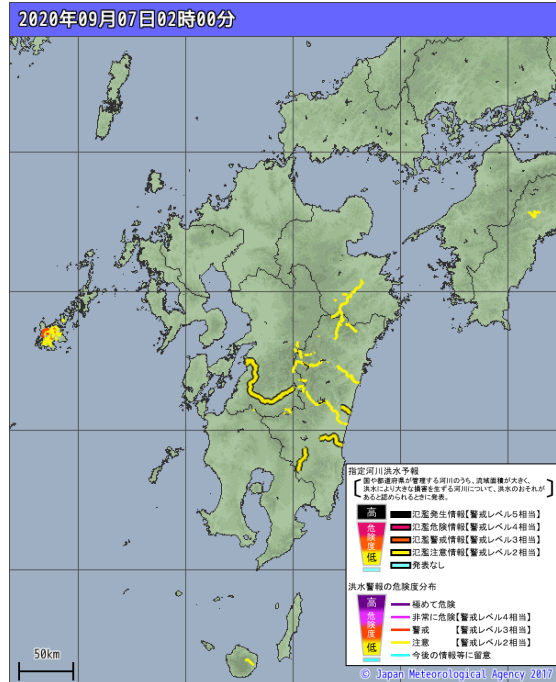 2020年09月07日02時00分
指定河川洪水予報
国や都道府県が管理する河川のうち、流域面積が大きく、
洪水により大きな損害を生ずる河川について、洪水のおそれが
あると認められるときに発表。
高
危険度
低
氾濫発生情報【警戒レベル5相当】
氾濫危険情報【警戒レベル4相当】
氾濫警戒情報【警戒レベル3相当】
氾濫注意情報【警戒レベル2相当】
発表なし
洪水警報の危険度分布
高
危険度
低
極めて危険
非常に危険【警戒レベル4相当】
警戒 【警戒レベル3相当】
注意 【警戒レベル2相当】
今後の情報等に留意
50km
© Japan Meteorological Agency 2017